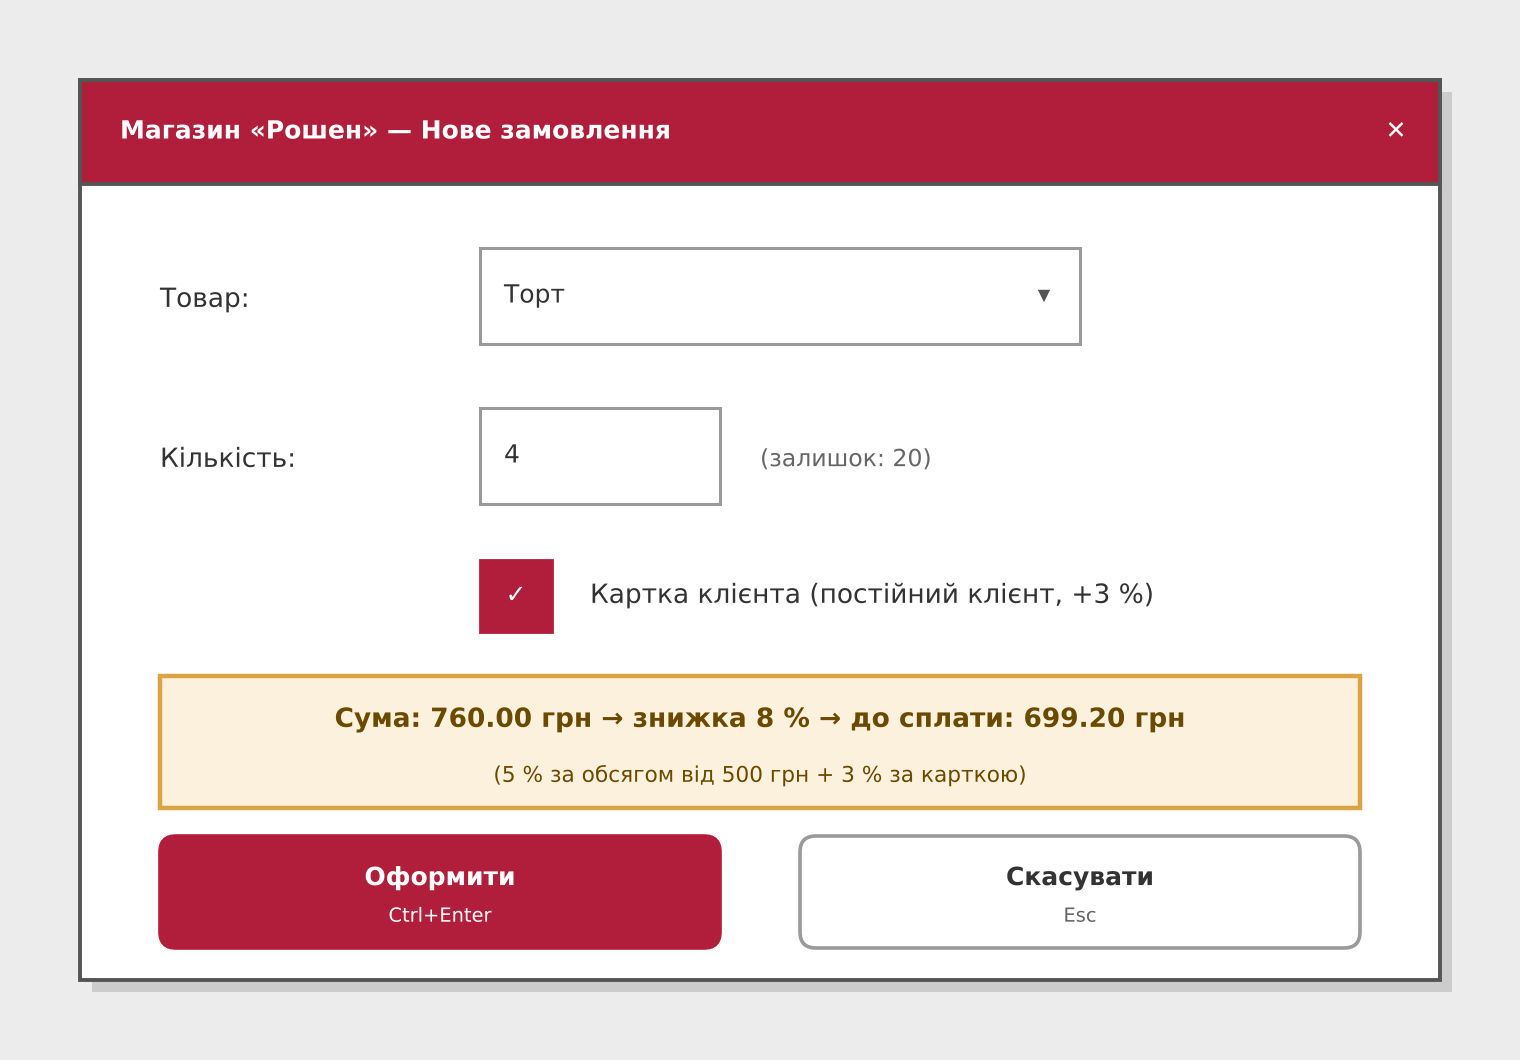 Магазин «Рошен» — Нове замовлення ✕
Товар:
Торт ▼
Кількість:
4
(залишок: 20)
✓ Картка клієнта (постійний клієнт, +3 %)
Сума: 760.00 грн → знижка 8 % → до сплати: 699.20 грн
(5 % за обсягом від 500 грн + 3 % за карткою)
Оформити
Ctrl+Enter
Скасувати
Esc